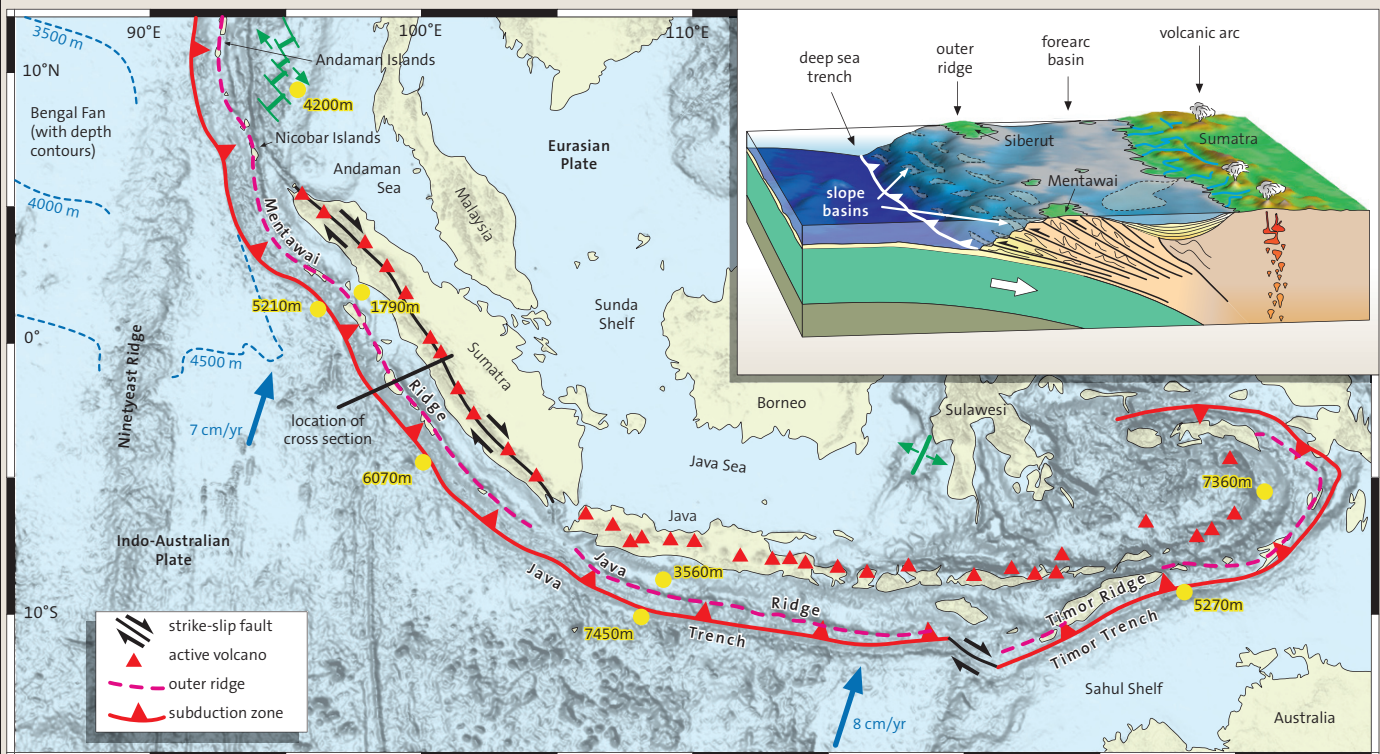 90°E
100°E
110°E
3500 m
10°N
Andaman Islands
4200m
Bengal Fan
(with depth
contours)
Nicobar Islands
Andaman
Sea
Eurasian
Plate
4000 m
Mentawai
Malaysia
5210m
1790m
Sunda
Shelf
0°
4500 m
Ninetyeast Ridge
Sumatra
Ridge
7 cm/yr
location of
cross section
Borneo
Sulawesi
Java Sea
6070m
7360m
Java
Indo-Australian
Plate
Java
Java
3560m
Ridge
Timor Ridge
5270m
10°S
7450m
Trench
Timor Trench
Sahul Shelf
8 cm/yr
Australia
strike-slip fault
active volcano
outer ridge
subduction zone
deep sea
trench
outer
ridge
forearc
basin
volcanic arc
Siberut
Sumatra
Mentawai
slope
basins